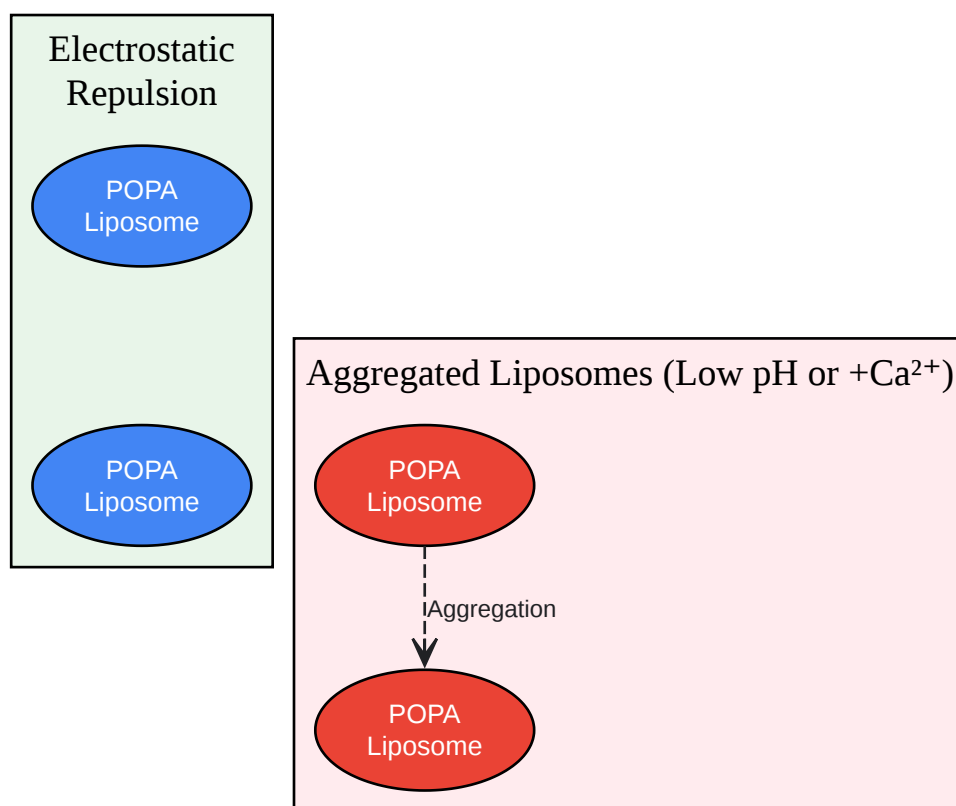 Electrostatic
Repulsion
POPA
Liposome
POPA
Liposome
Aggregated Liposomes (Low pH or +Ca²⁺)
POPA
Liposome
Aggregation
POPA
Liposome